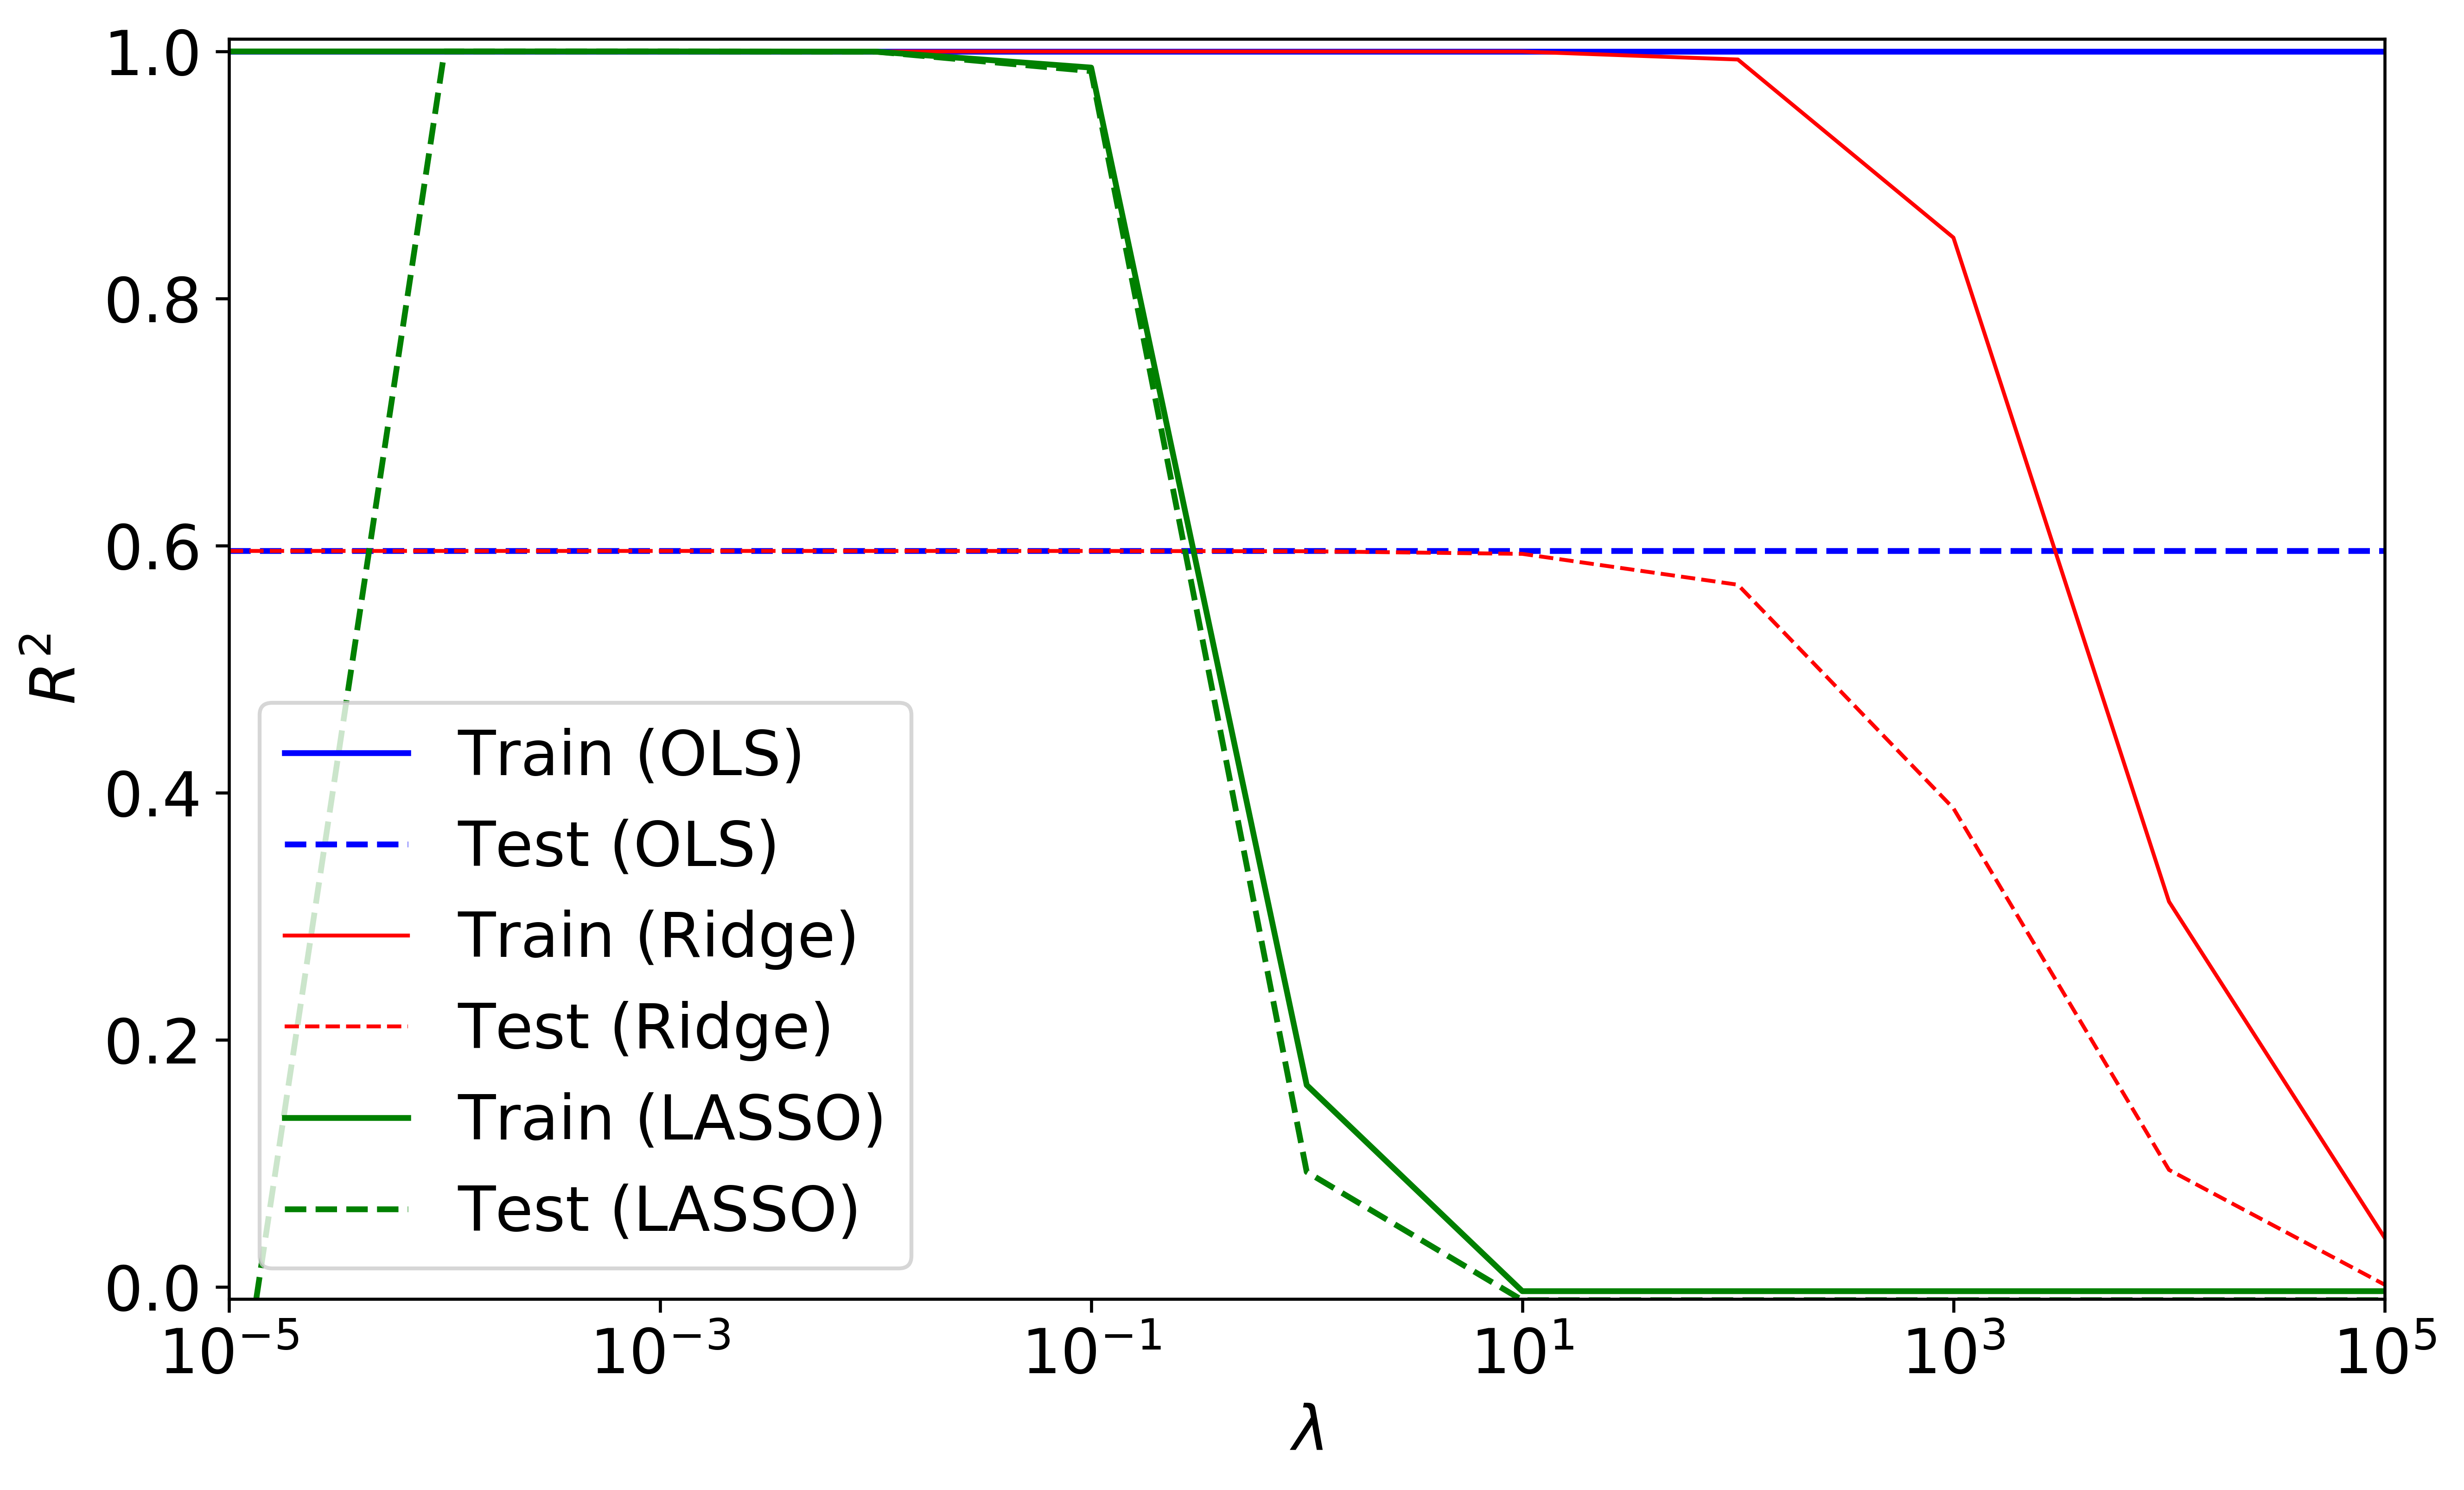 1.0
0.8
0.6
0.4
0.2
0.0
R²
Train (OLS)
Test (OLS)
Train (Ridge)
Test (Ridge)
Train (LASSO)
Test (LASSO)
10⁻⁵ 10⁻³ 10⁻¹ 10¹ 10³ 10⁵
λ